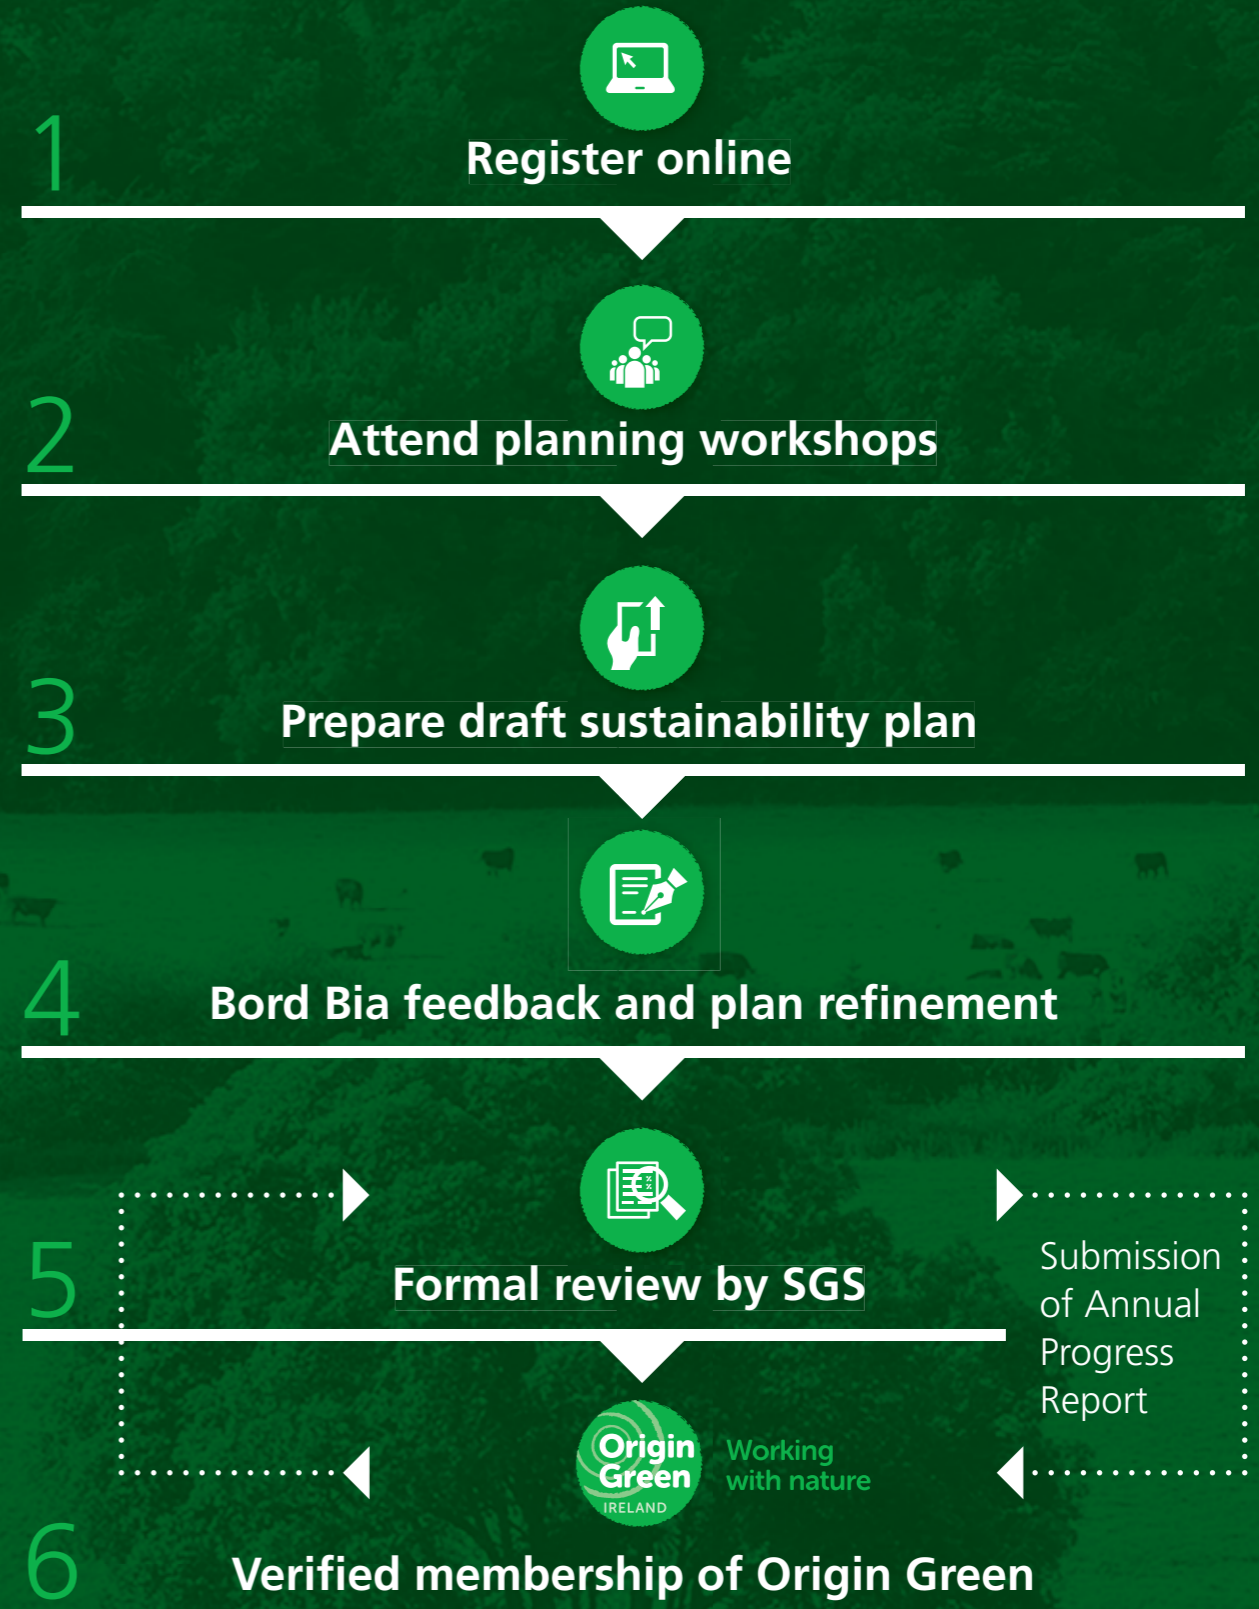 1
Register online
2
Attend planning workshops
3
Prepare draft sustainability plan
4
Bord Bia feedback and plan refinement
5
Formal review by SGS
Submission
of Annual
Progress
Report
Origin
Green
IRELAND
Working
with nature
6
Verified membership of Origin Green